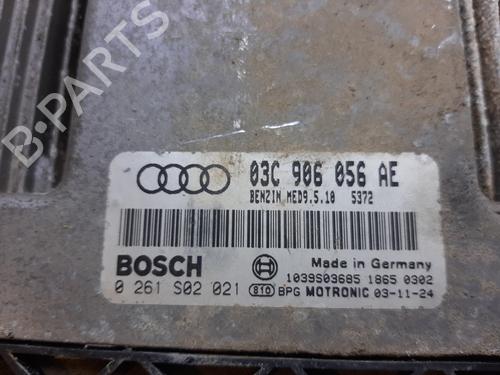 B-PARTS
03C 906 056 AE
BENZIN MED9.5.10 5372
BOSCH
Made in Germany
1039S03685 1865 0302
0 261 S02 021
810 BPG MOTRONIC 03-11-24